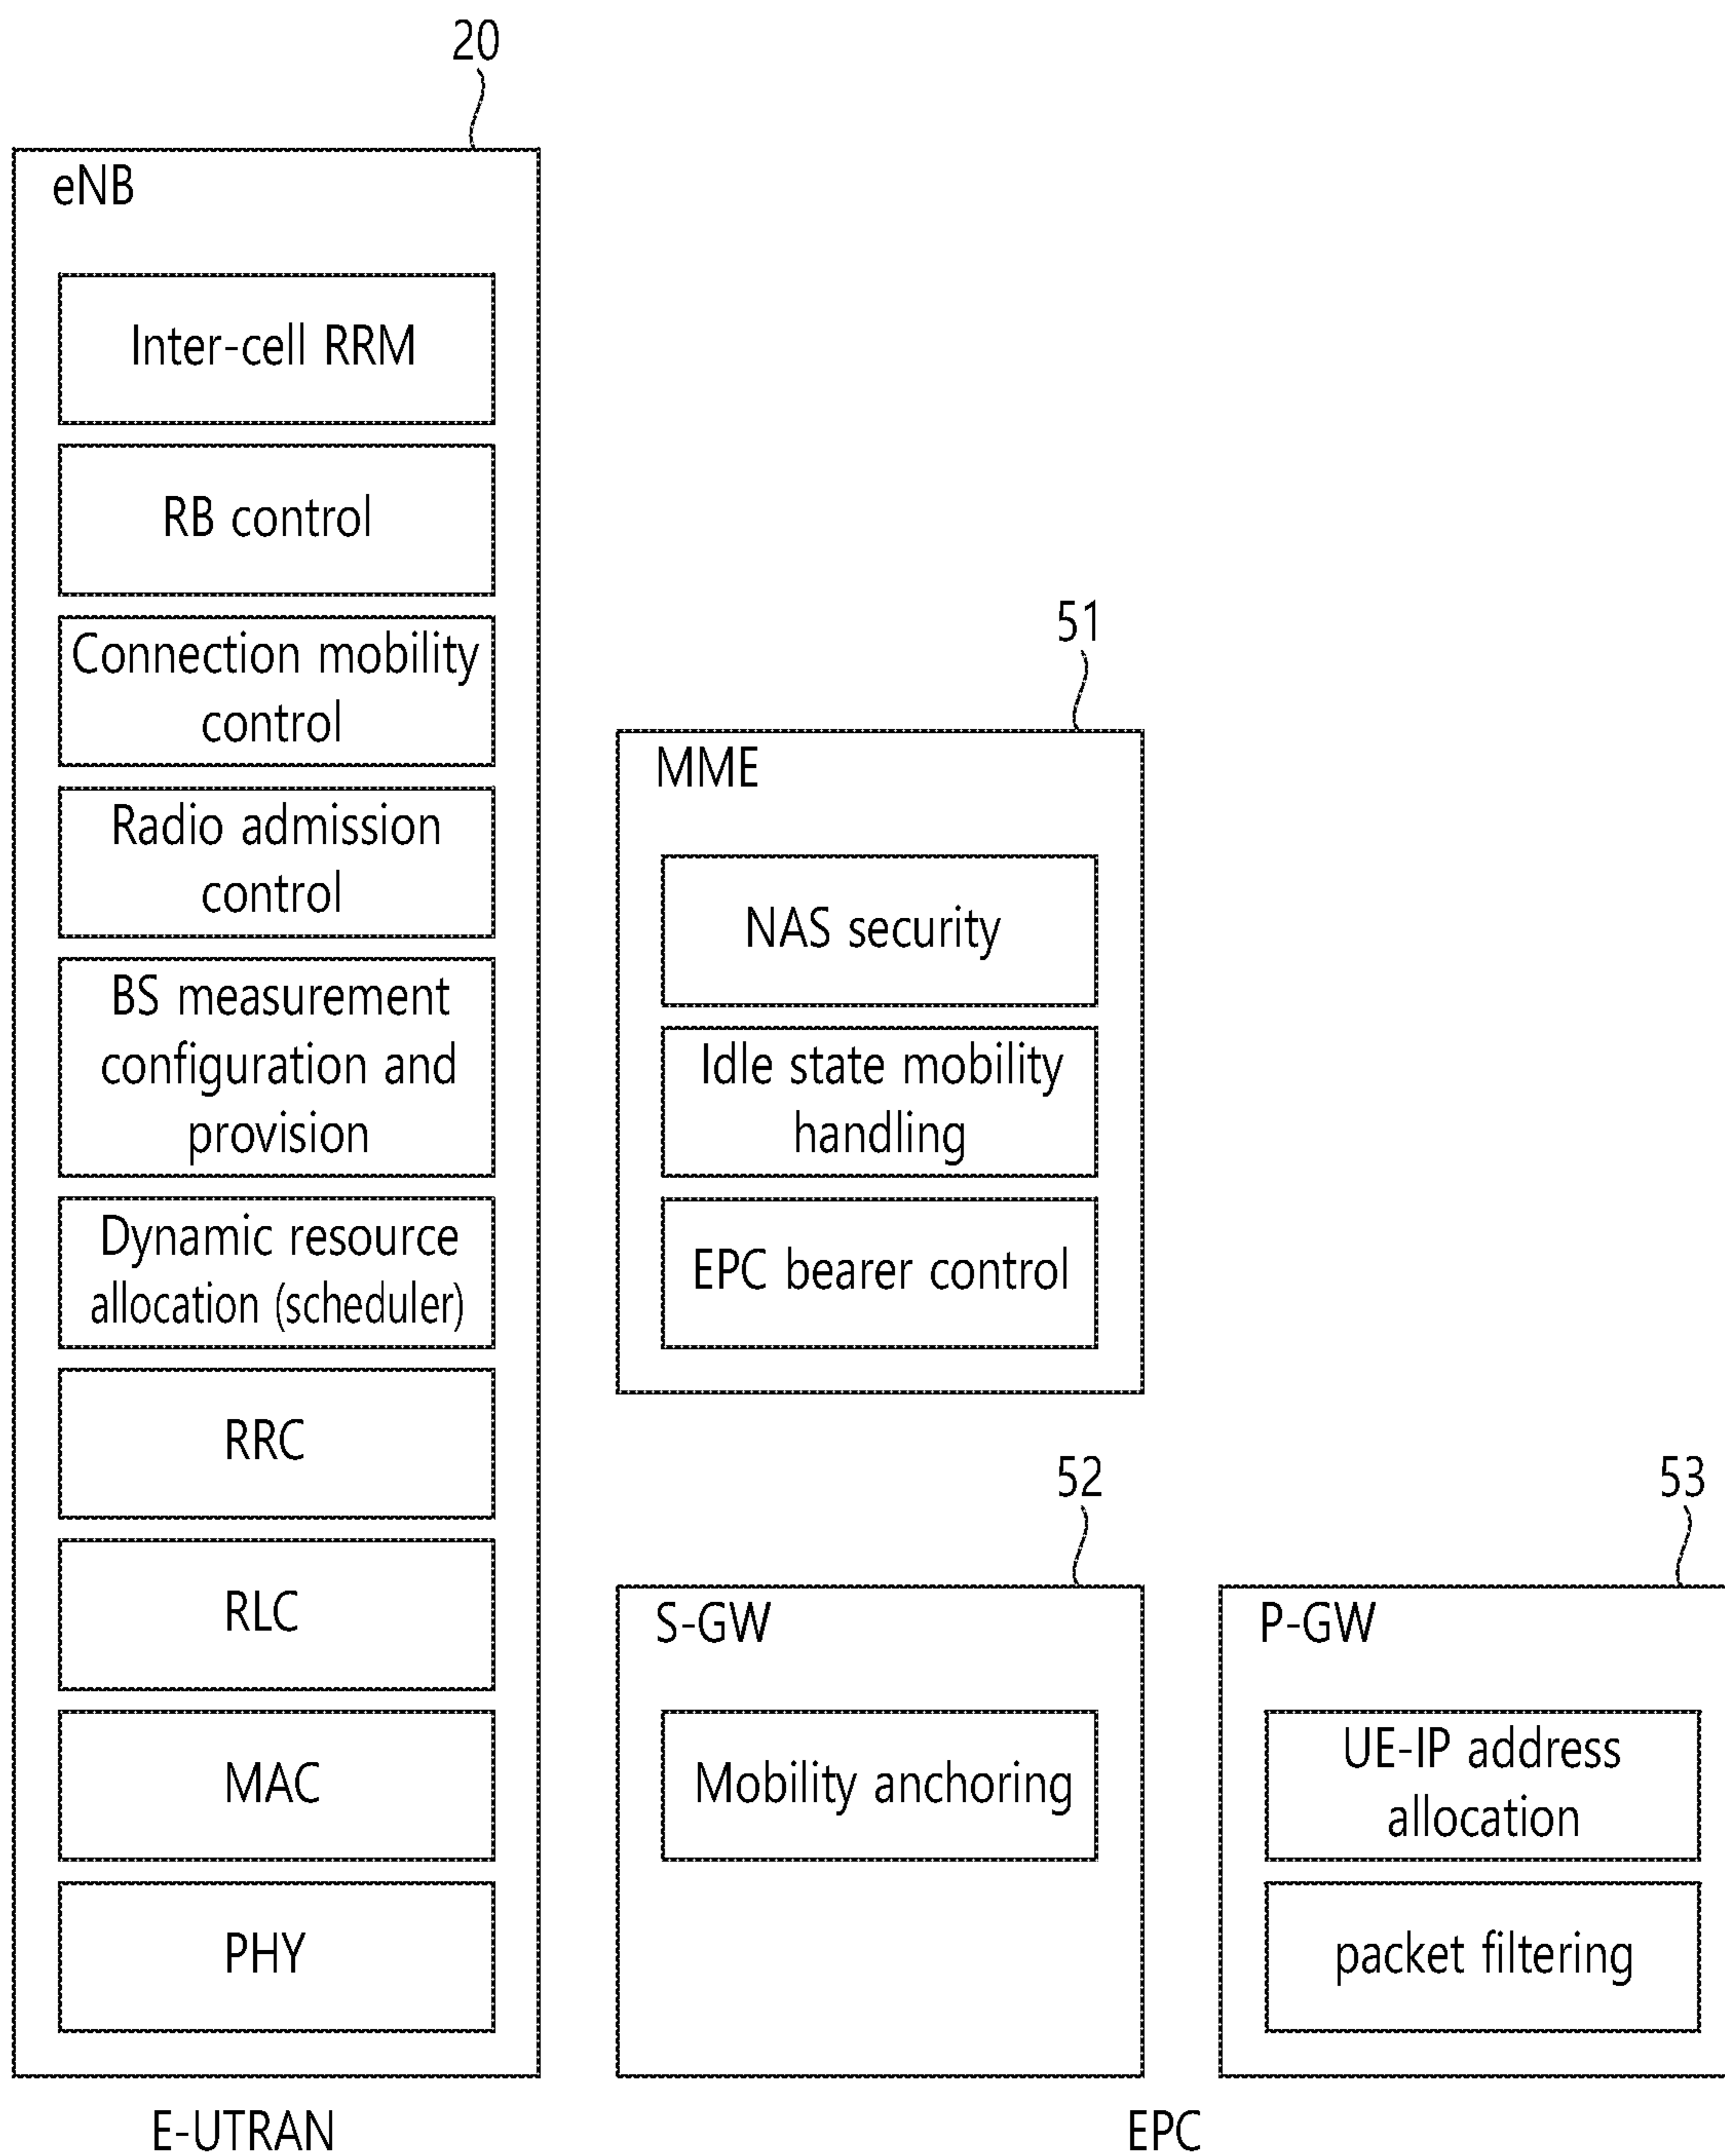 20
eNB
Inter-cell RRM
RB control
Connection mobility
control
Radio admission
control
BS measurement
configuration and
provision
Dynamic resource
allocation (scheduler)
RRC
RLC
MAC
PHY
E-UTRAN
51
MME
NAS security
Idle state mobility
handling
EPC bearer control
52
S-GW
Mobility anchoring
53
P-GW
UE-IP address
allocation
packet filtering
EPC